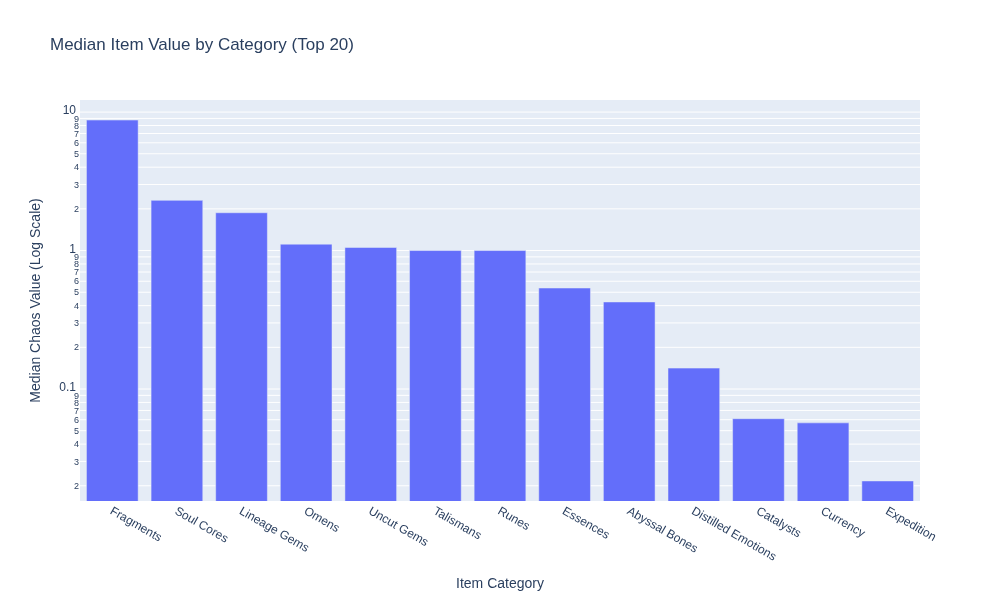 Median Item Value by Category (Top 20)
Median Chaos Value (Log Scale)
10
9
8
7
6
5
4
3
2
1
9
8
7
6
5
4
3
2
0.1
9
8
7
6
5
4
3
2
Fragments
Soul Cores
Lineage Gems
Omens
Uncut Gems
Talismans
Runes
Essences
Abyssal Bones
Distilled Emotions
Catalysts
Currency
Expedition
Item Category